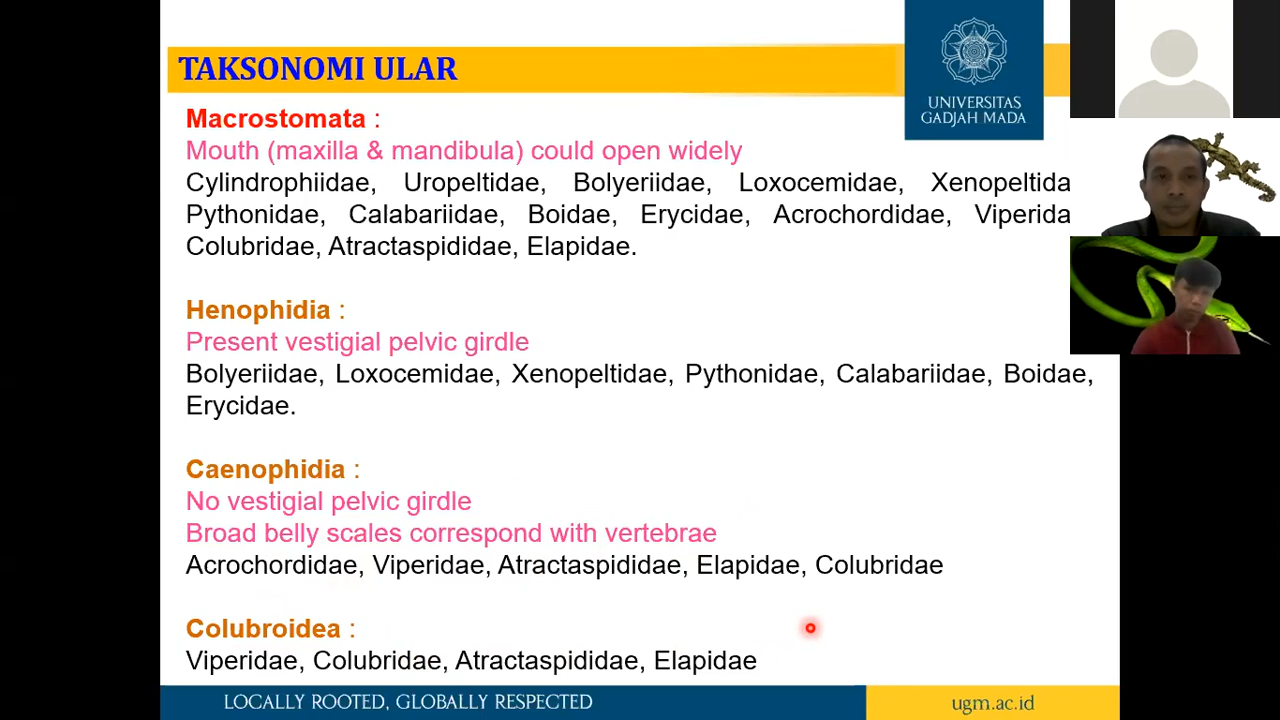 TAKSONOMI ULAR
UNIVERSITAS
GADJAH MADA
Macrostomata :
Mouth (maxilla & mandibula) could open widely
Cylindrophiidae, Uropeltidae, Bolyeriidae, Loxocemidae, Xenopeltida
Pythonidae, Calabariidae, Boidae, Erycidae, Acrochordidae, Viperida
Colubridae, Atractaspididae, Elapidae.
Henophidia :
Present vestigial pelvic girdle
Bolyeriidae, Loxocemidae, Xenopeltidae, Pythonidae, Calabariidae, Boidae,
Erycidae.
Caenophidia :
No vestigial pelvic girdle
Broad belly scales correspond with vertebrae
Acrochordidae, Viperidae, Atractaspididae, Elapidae, Colubridae
Colubroidea :
Viperidae, Colubridae, Atractaspididae, Elapidae
LOCALLY ROOTED, GLOBALLY RESPECTED
ugm.ac.id